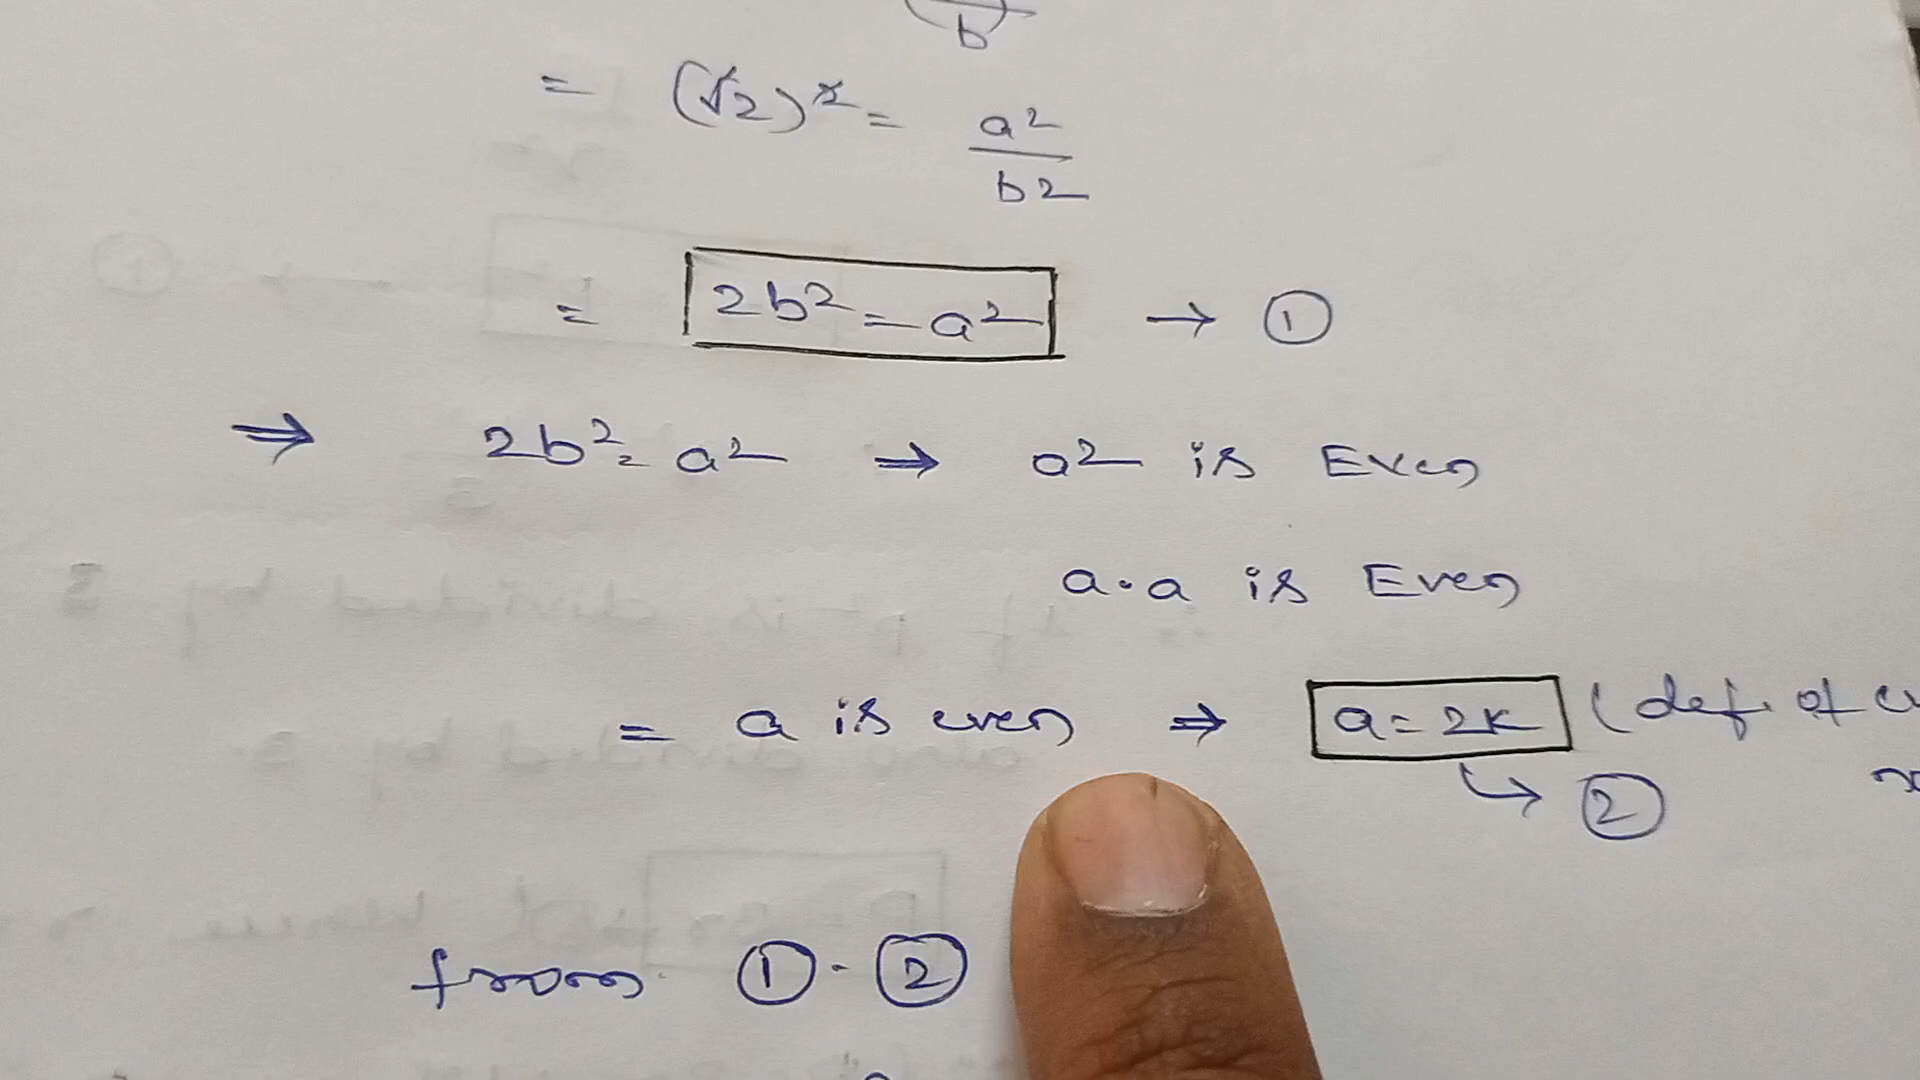 b
= (√2)² = a²/b²
= 2b² = a² → ①
⇒ 2b² = a² → a² is Even
a.a is Even
= a is even ⇒ a = 2k (def. of
→ ②
from ① . ②